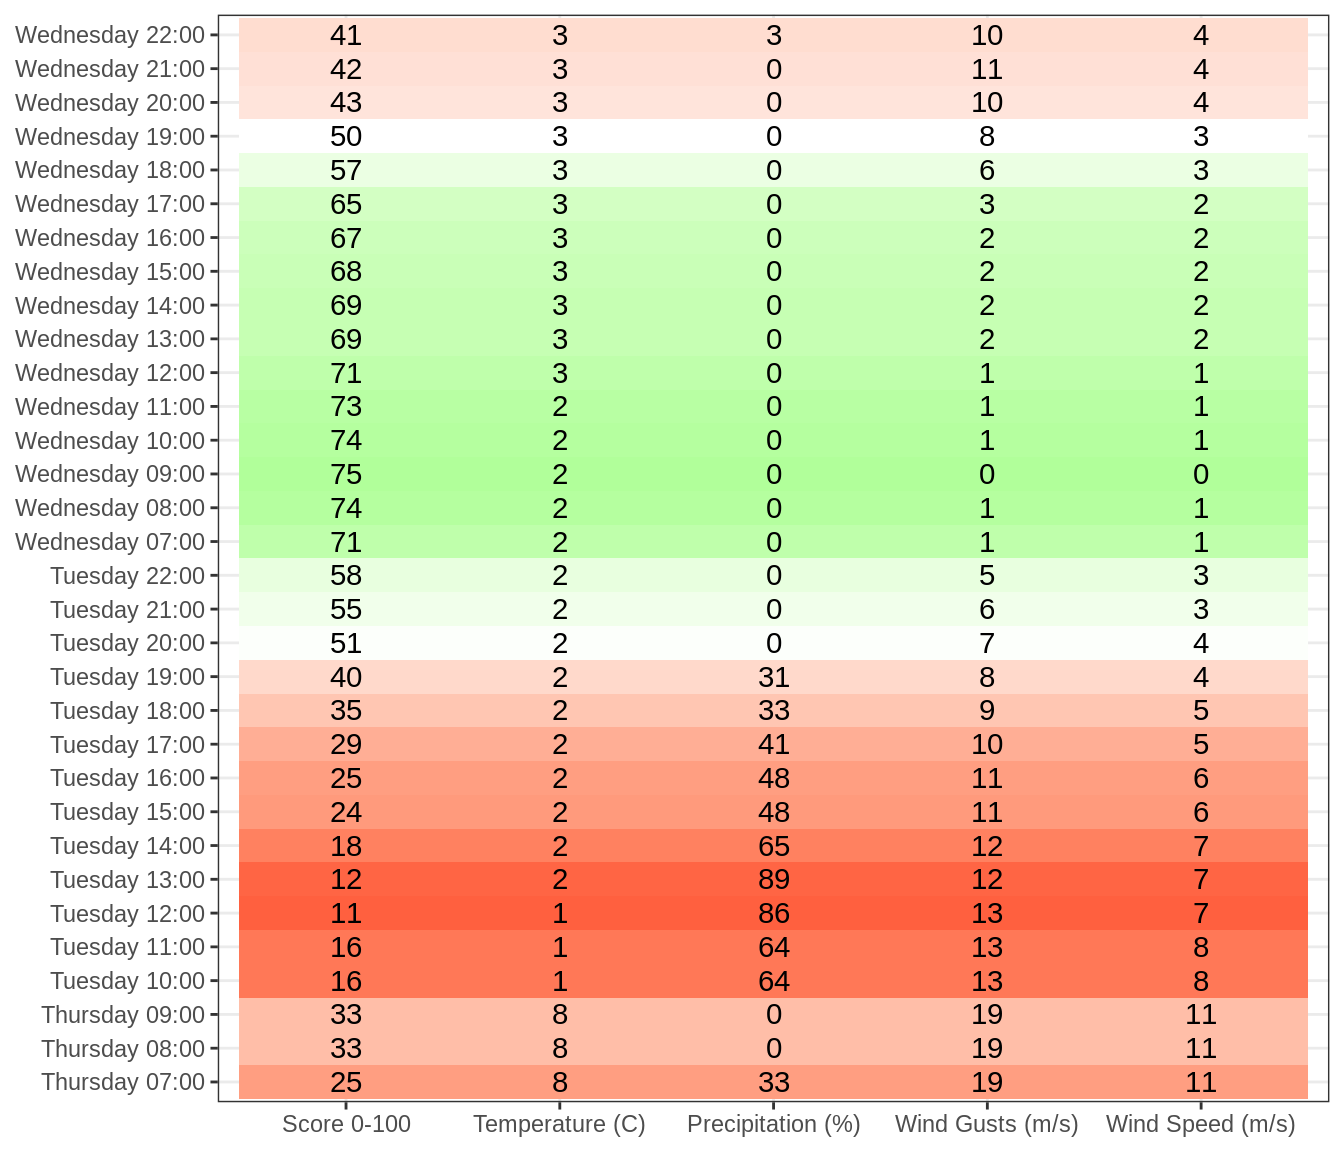 Wednesday 22:00 41 3 3 10 4
Wednesday 21:00 42 3 0 11 4
Wednesday 20:00 43 3 0 10 4
Wednesday 19:00 50 3 0 8 3
Wednesday 18:00 57 3 0 6 3
Wednesday 17:00 65 3 0 3 2
Wednesday 16:00 67 3 0 2 2
Wednesday 15:00 68 3 0 2 2
Wednesday 14:00 69 3 0 2 2
Wednesday 13:00 69 3 0 2 2
Wednesday 12:00 71 3 0 1 1
Wednesday 11:00 73 2 0 1 1
Wednesday 10:00 74 2 0 1 1
Wednesday 09:00 75 2 0 0 0
Wednesday 08:00 74 2 0 1 1
Wednesday 07:00 71 2 0 1 1
Tuesday 22:00 58 2 0 5 3
Tuesday 21:00 55 2 0 6 3
Tuesday 20:00 51 2 0 7 4
Tuesday 19:00 40 2 31 8 4
Tuesday 18:00 35 2 33 9 5
Tuesday 17:00 29 2 41 10 5
Tuesday 16:00 25 2 48 11 6
Tuesday 15:00 24 2 48 11 6
Tuesday 14:00 18 2 65 12 7
Tuesday 13:00 12 2 89 12 7
Tuesday 12:00 11 1 86 13 7
Tuesday 11:00 16 1 64 13 8
Tuesday 10:00 16 1 64 13 8
Thursday 09:00 33 8 0 19 11
Thursday 08:00 33 8 0 19 11
Thursday 07:00 25 8 33 19 11
Score 0-100 Temperature (C) Precipitation (%) Wind Gusts (m/s) Wind Speed (m/s)